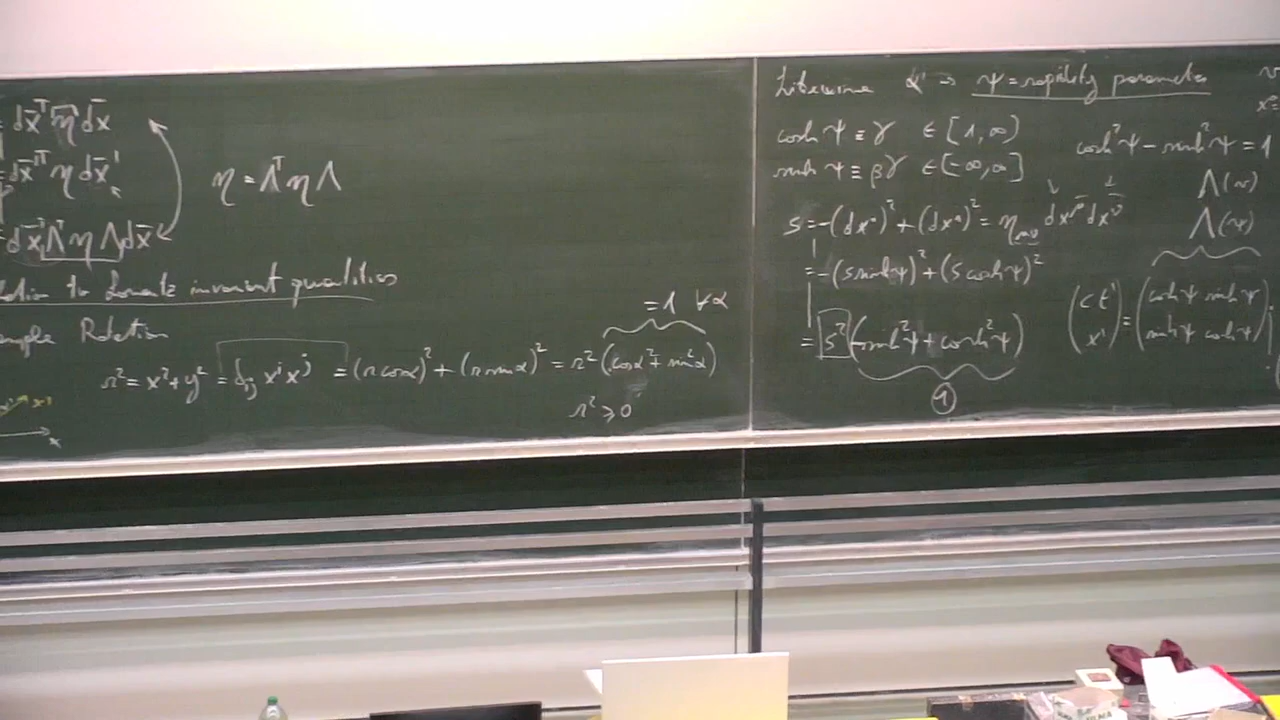 = dx̄ᵀ η dx̄
= dx̄'ᵀ η dx̄'
= dx̄ᵀ Λᵀ η Λ dx̄
η = Λᵀ η Λ
to Lorentz invariant quantities
Rotation
= 1 ∀α
r² = x² + y² = δᵢⱼ xⁱ xʲ = (r cos α)² + (r sin α)² = r² (cos²α + sin²α)
r² ⩾ 0
x'
x
Likewise α → ψ = rapidity parameter
cosh ψ ≡ γ ∈ [1, ∞)
sinh ψ ≡ βγ ∈ [-∞, ∞]
cosh²ψ - sinh²ψ = 1
Λ(v)
S = -(dx⁰)² + (dx¹)² = η_μν dx^μ dx^ν
Λ(ψ)
= -(s sinh ψ)² + (s cosh ψ)²
= s² (-sinh²ψ + cosh²ψ)
1
(ct' x') = (cosh ψ sinh ψ
sinh ψ cosh ψ)